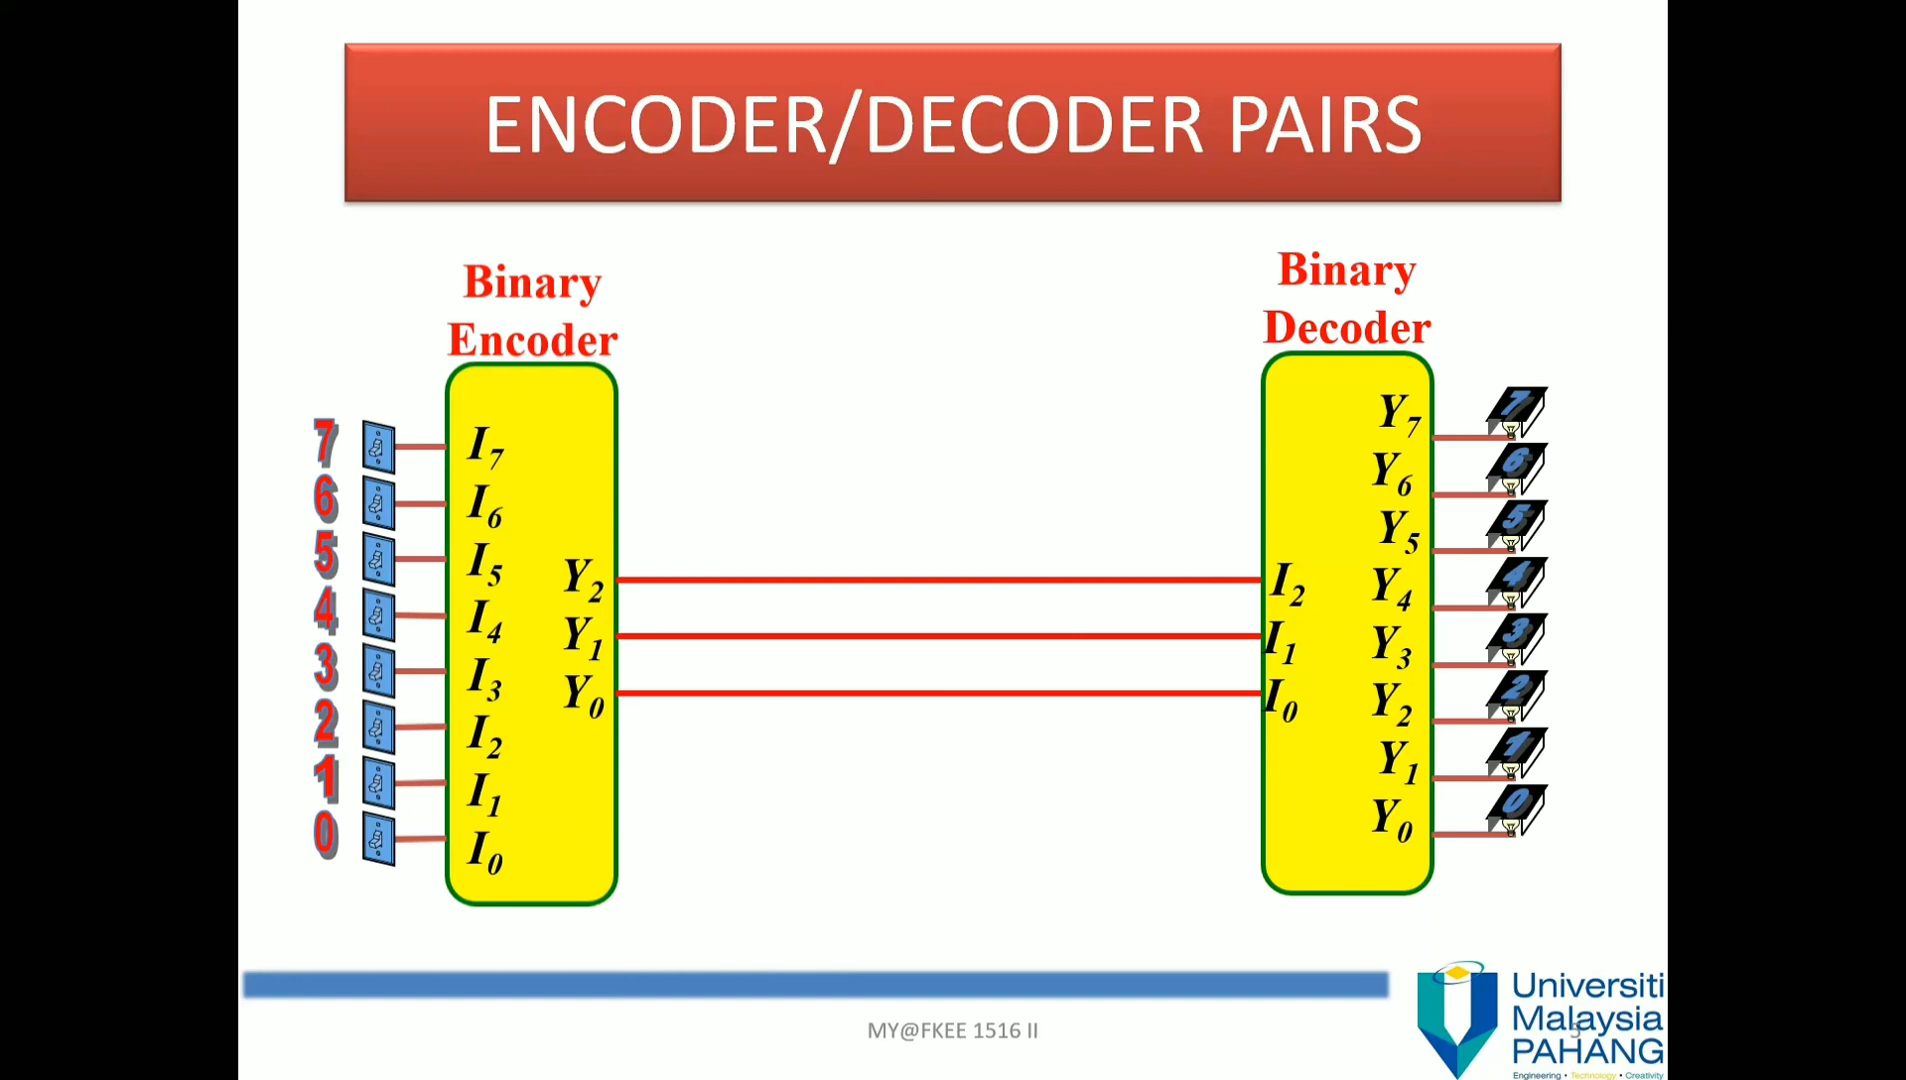 ENCODER/DECODER PAIRS
Binary
Encoder
Binary
Decoder
7
6
5
4
3
2
1
0
I7
I6
I5
I4
I3
I2
I1
I0
Y2
Y1
Y0
I2
I1
I0
Y7
Y6
Y5
Y4
Y3
Y2
Y1
Y0
7
6
5
4
3
2
1
0
MY@FKEE 1516 II
Universiti
Malaysia
PAHANG
Engineering • Technology • Creativity